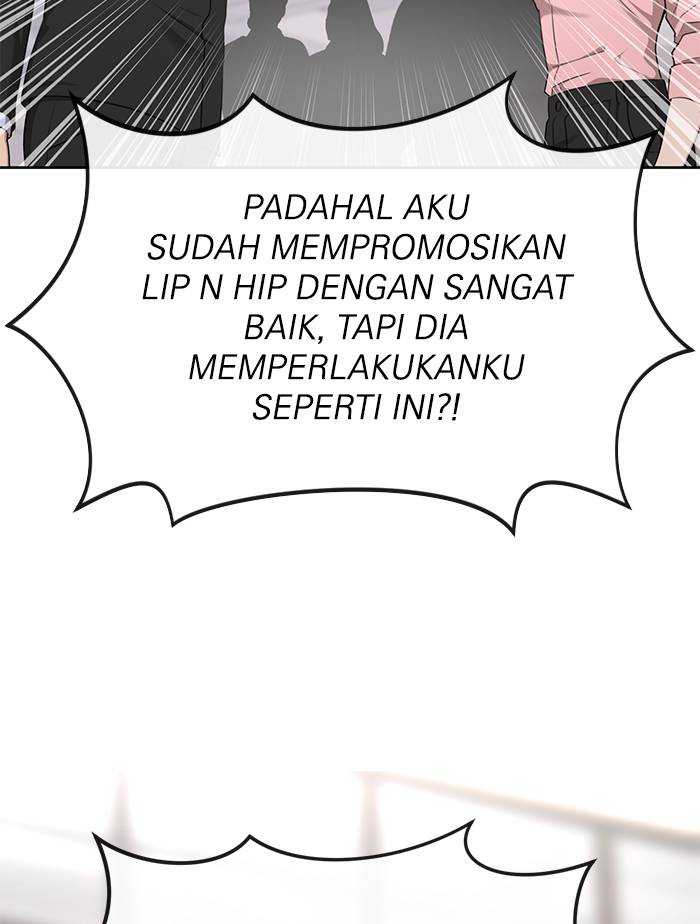 PADAHAL AKU
SUDAH MEMPROMOSIKAN
LIP N HIP DENGAN SANGAT
BAIK, TAPI DIA
MEMPERLAKUKANKU
SEPERTI INI?!